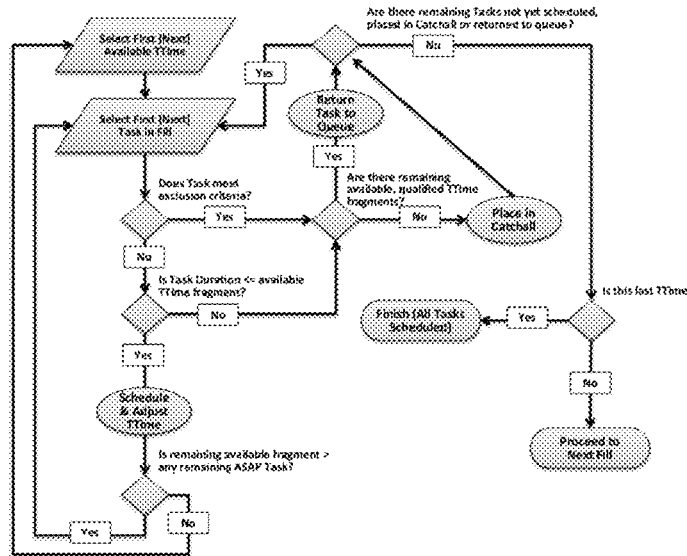 Select First [Next]
Available TTime
Are there remaining Tasks not yet scheduled,
placed in Catchall or returned to queue?
No
Yes
Select First [Next]
Task in Fill
Return
Task to
Queue
Yes
Does Task meet
exclusion criteria?
Yes
Are there remaining
available, qualified TTime
fragments?
No
Place in
Catchall
No
Is Task Duration <= available
TTime fragment?
No
Is this last TTime
Finish (All Tasks
Scheduled)
Yes
Yes
No
Schedule
& Adjust
TTime
Proceed to
Next Fill
Is remaining available fragment >
any remaining ASAP Task?
Yes
No